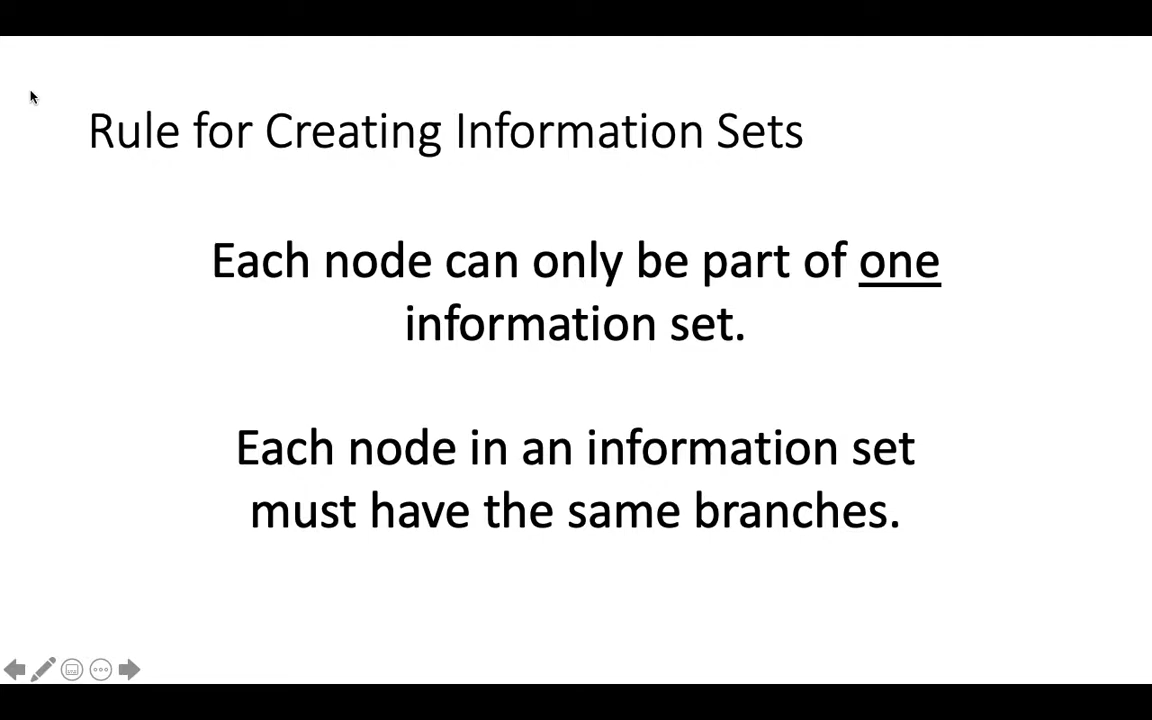 Rule for Creating Information Sets
Each node can only be part of one
information set.
Each node in an information set
must have the same branches.